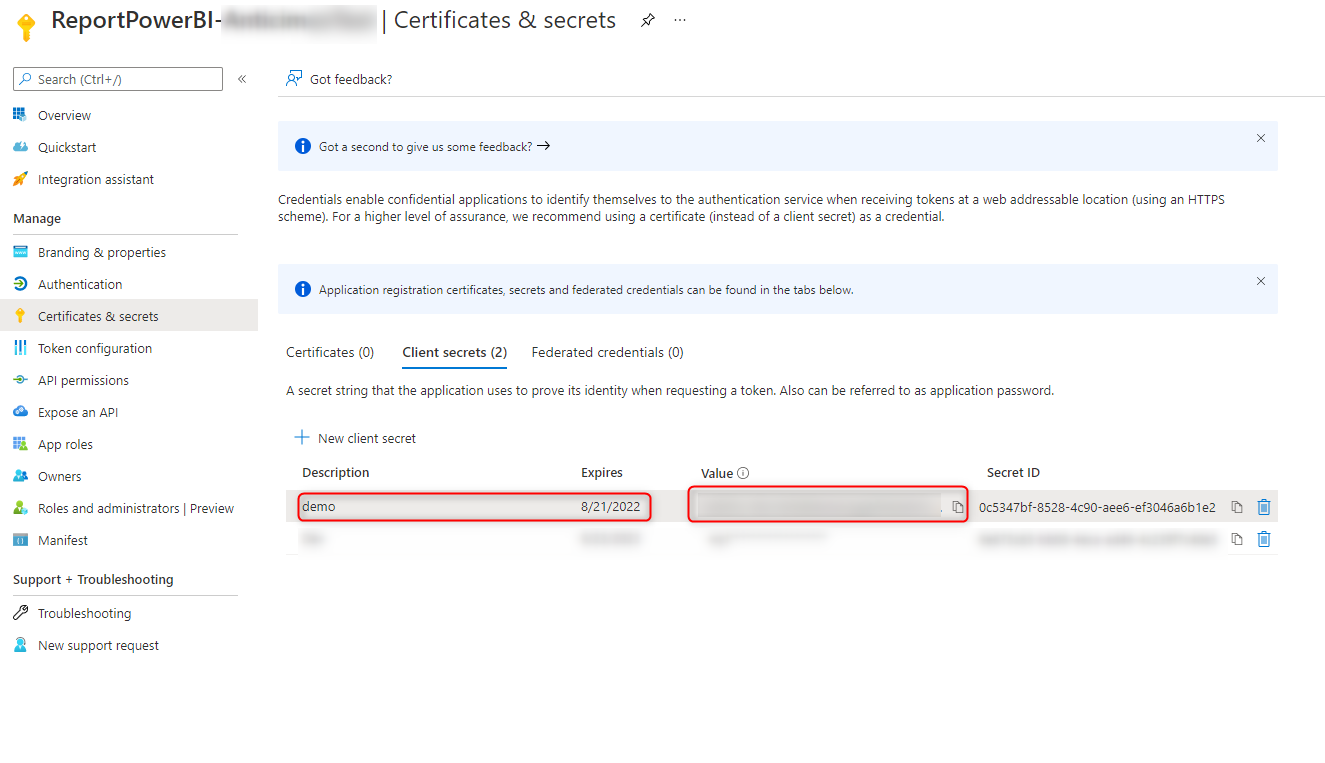 ReportPowerBI- | Certificates & secrets
Search (Ctrl+/)
Got feedback?
Overview
Quickstart
Integration assistant
Manage
Branding & properties
Authentication
Certificates & secrets
Token configuration
API permissions
Expose an API
App roles
Owners
Roles and administrators | Preview
Manifest
Support + Troubleshooting
Troubleshooting
New support request
Got a second to give us some feedback?
Credentials enable confidential applications to identify themselves to the authentication service when receiving tokens at a web addressable location (using an HTTPS
scheme). For a higher level of assurance, we recommend using a certificate (instead of a client secret) as a credential.
Application registration certificates, secrets and federated credentials can be found in the tabs below.
Certificates (0) Client secrets (2) Federated credentials (0)
A secret string that the application uses to prove its identity when requesting a token. Also can be referred to as application password.
New client secret
Description Expires Value Secret ID
demo 8/21/2022 0c5347bf-8528-4c90-aee6-ef3046a6b1e2